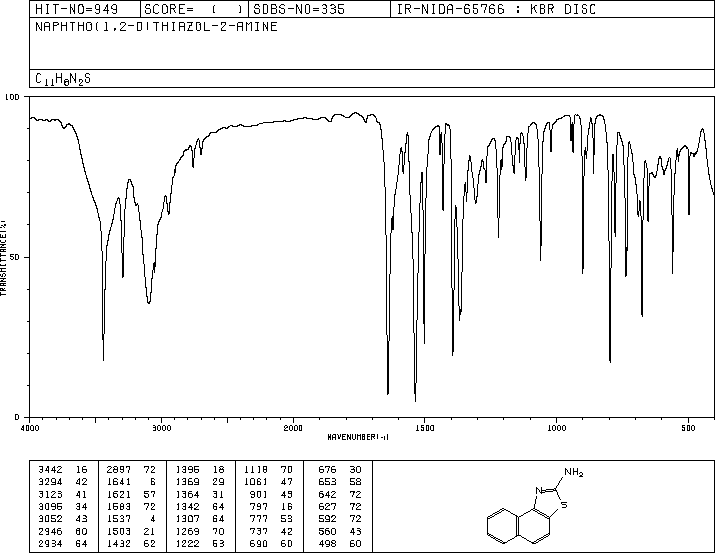 HIT-NO=949 SCORE= ( ) SDBS-NO=335 IR-NIDA-65766 : KBR DISC
NAPHTHO(1,2-D)THIAZOL-2-AMINE
C11H8N2S
100
50
0
TRANSMITTANCE(%)
4000 3000 2000 1500 1000 500
WAVENUMBER(-1)
3442 16 2897 72 1395 18 1118 70 676 30
3294 42 1641 6 1369 29 1061 47 653 58
3123 41 1621 57 1364 31 901 43 642 72
3095 34 1583 72 1342 64 797 16 627 72
3052 43 1537 4 1307 64 777 53 592 72
2946 60 1503 21 1269 70 737 42 560 43
2934 64 1432 62 1222 53 690 60 498 60
NH2
N
S